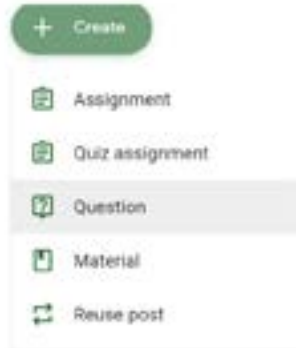 + Create
Assignment
Quiz assignment
Question
Material
Reuse post